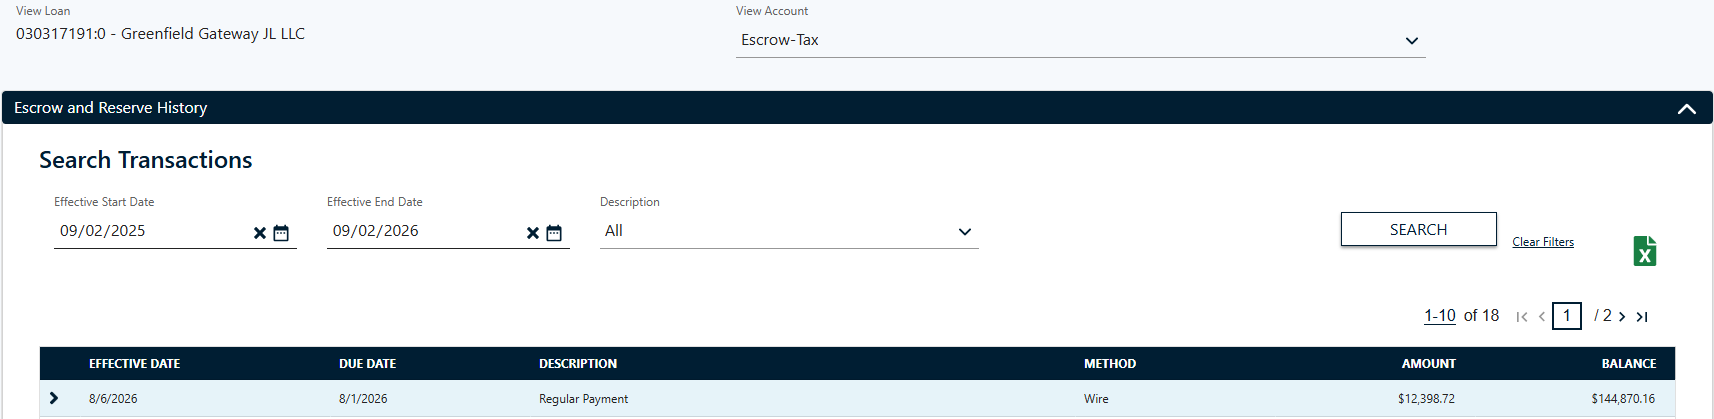 View Loan
View Account
030317191:0 - Greenfield Gateway JL LLC
Escrow-Tax
Escrow and Reserve History
Search Transactions
Effective Start Date
Effective End Date
Description
09/02/2025
09/02/2026
All
SEARCH
Clear Filters
1-10 of 18
1 / 2
EFFECTIVE DATE DUE DATE DESCRIPTION METHOD AMOUNT BALANCE
8/6/2026 8/1/2026 Regular Payment Wire $12,398.72 $144,870.16